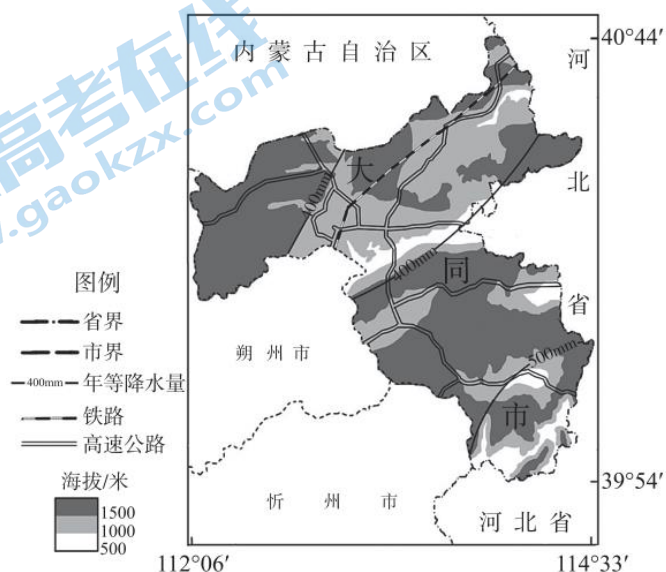 高考在线
www.gaokzx.com
内蒙古自治区
40°44′
河
北
省
大
同
市
400mm
400mm
500mm
图例
省界
市界
400mm
年等降水量
铁路
高速公路
海拔/米
1500
1000
500
朔州市
忻州市
河北省
39°54′
112°06′
114°33′